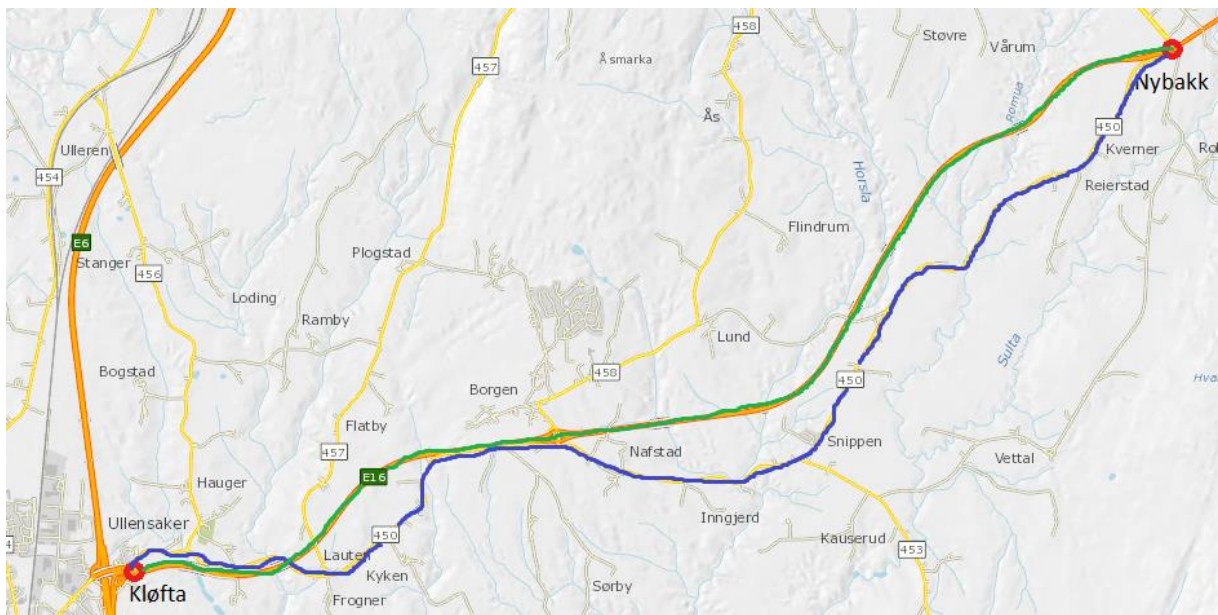 458
Støvre
Vårum
457
Åsmarka
Romua
Nybakk
Ås
450
Ulleren
Kverner
454
Horsla
Reierstad
Flindrum
E6
Stanger
Plogstad
456
Loding
Ramby
Lund
Sulta
Bogstad
458
450
Borgen
Flatby
Snippen
457
Nafstad
Vettal
E16
Hauger
Inngjerd
Ullensaker
450
Kauserud
453
Lauten
Kyken
Kløfta
Frogner
Sørby